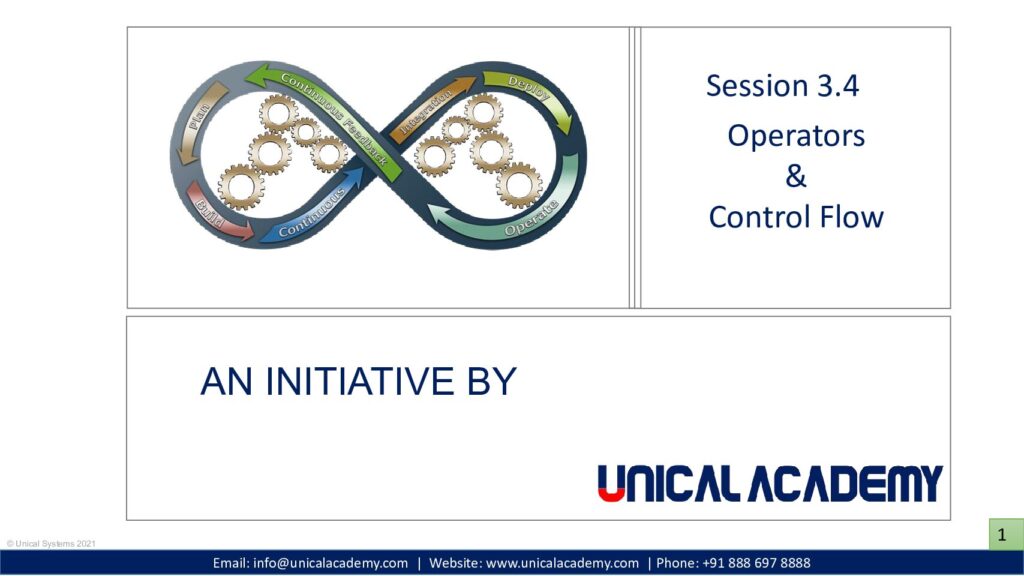 Plan
Build
Continuous
Continuous Feedback
Integration
Deploy
Operate
Session 3.4
Operators
&
Control Flow
AN INITIATIVE BY
UNICAL ACADEMY
© Unical Systems 2021
1
Email: info@unicalacademy.com | Website: www.unicalacademy.com | Phone: +91 888 697 8888